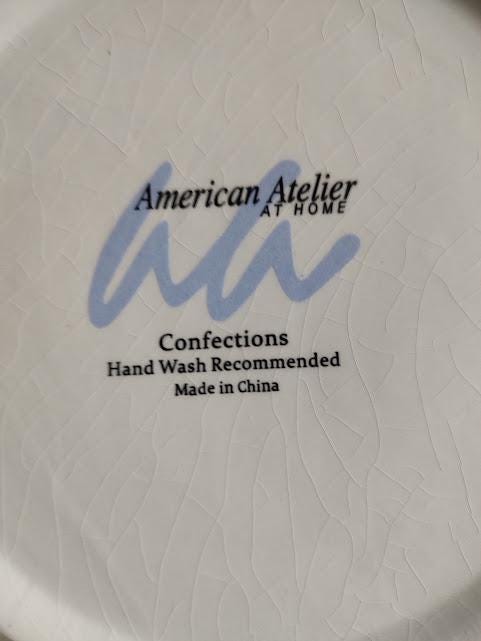 American Atelier
AT HOME
Confections
Hand Wash Recommended
Made in China